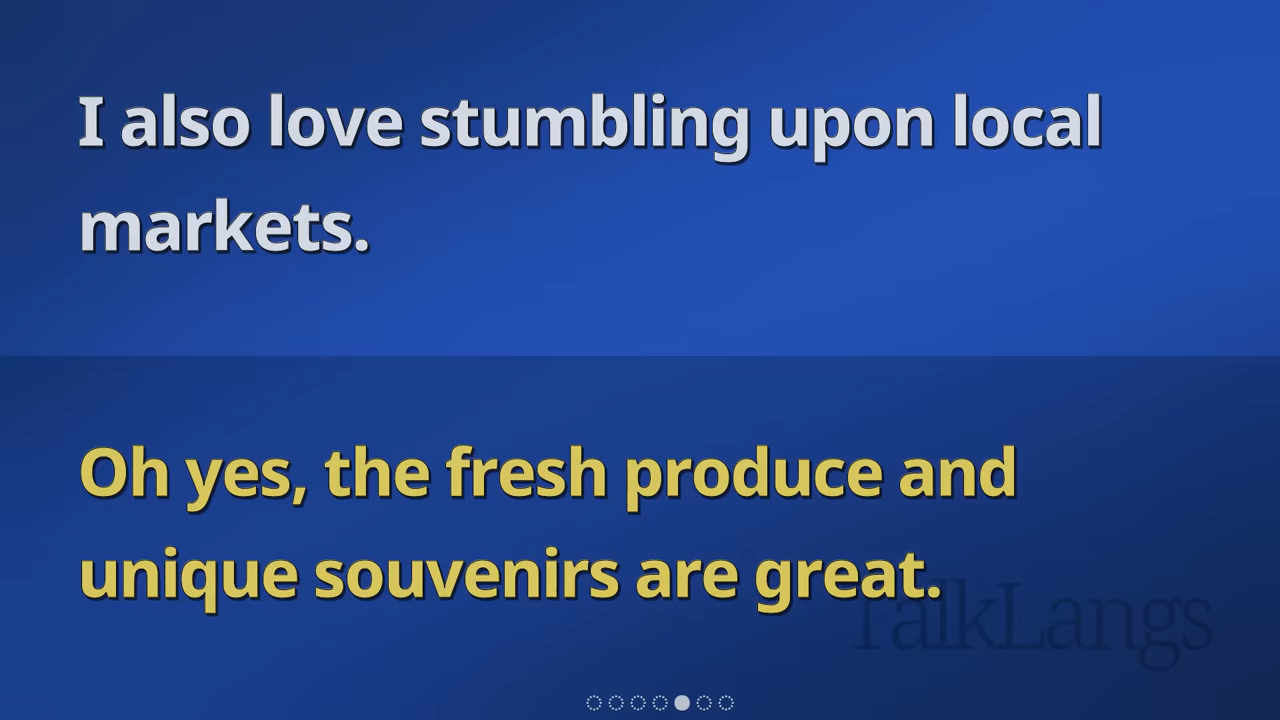 I also love stumbling upon local
markets.
Oh yes, the fresh produce and
unique souvenirs are great.
TalkLangs